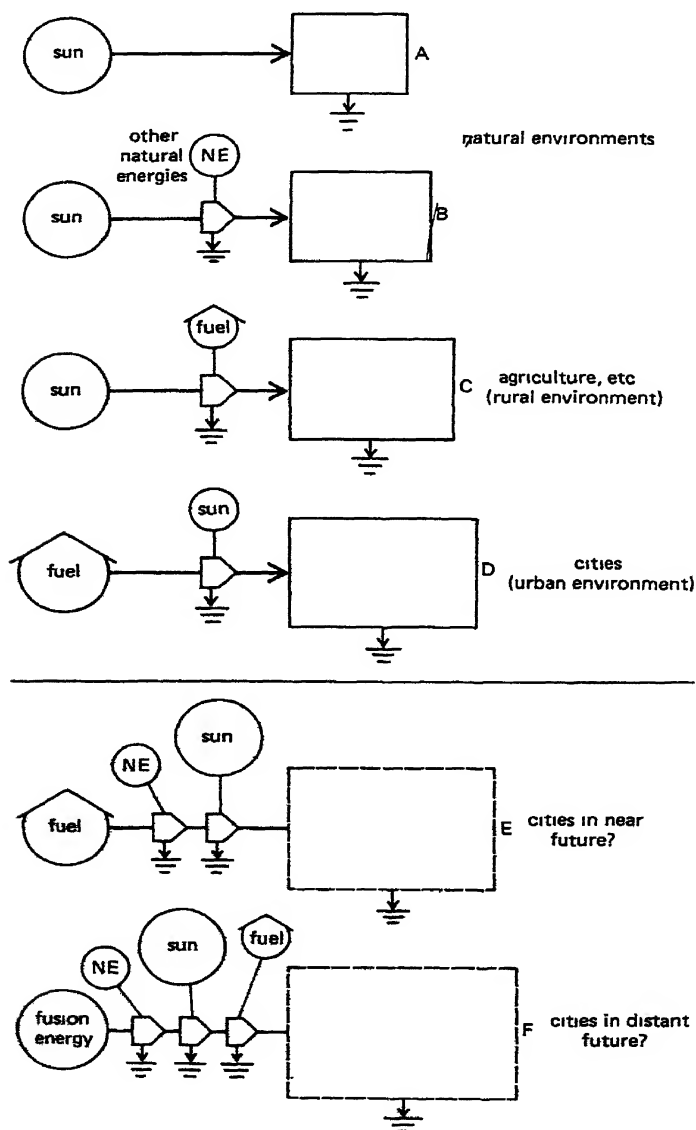 sun
A
natural environments
other
natural
energies
NE
sun
B
fuel
sun
C
agriculture, etc
(rural environment)
sun
fuel
D
cities
(urban environment)
sun
NE
fuel
E
cities in near
future?
sun
fuel
NE
fusion
energy
F
cities in distant
future?